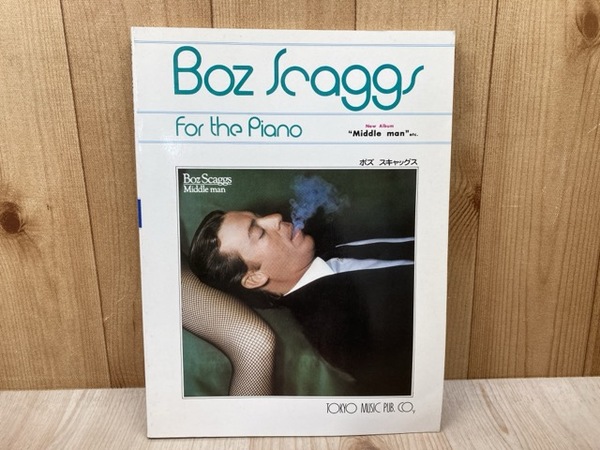 Boz Scaggs
For the Piano
New Album
"Middle man" etc.
ボズ スキャッグス
Boz Scaggs
Middle man
TOKYO MUSIC PUB. CO.,